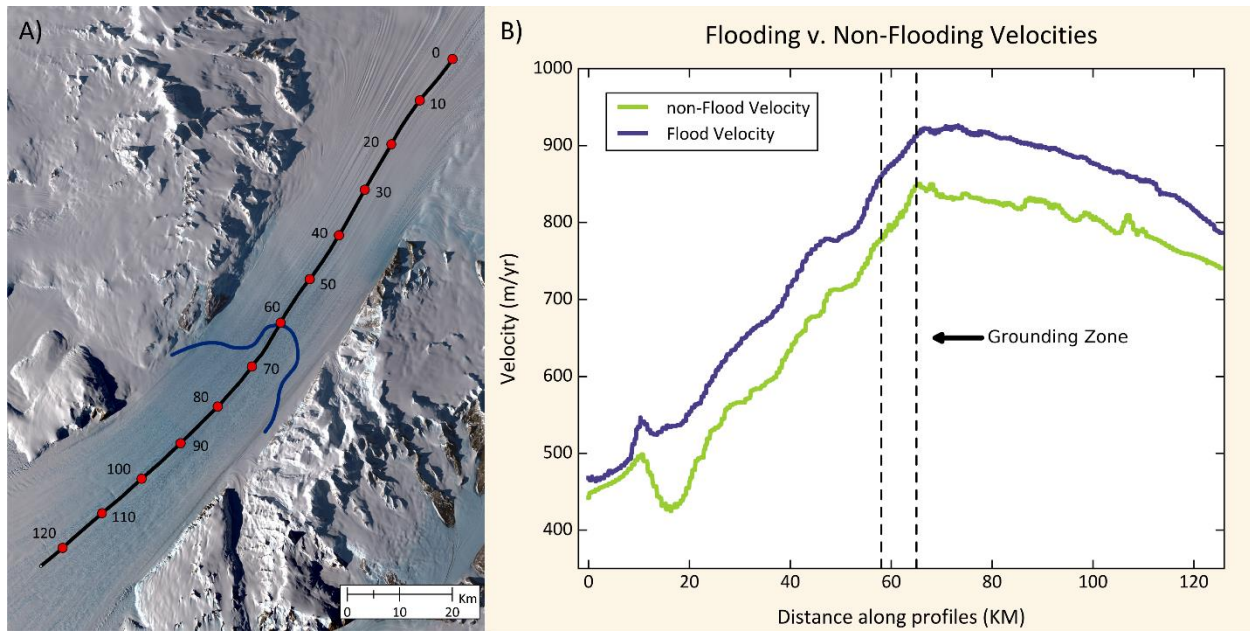 A)
0
10
20
30
40
50
60
70
80
90
100
110
120
Km
0 10 20
B)
Flooding v. Non-Flooding Velocities
1000
900
800
700
600
500
400
Velocity (m/yr)
non-Flood Velocity
Flood Velocity
Grounding Zone
0 20 40 60 80 100 120
Distance along profiles (KM)